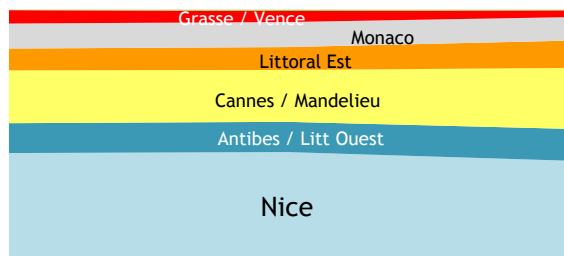 Grasse / Vence
Monaco
Littoral Est
Cannes / Mandelieu
Antibes / Litt Ouest
Nice